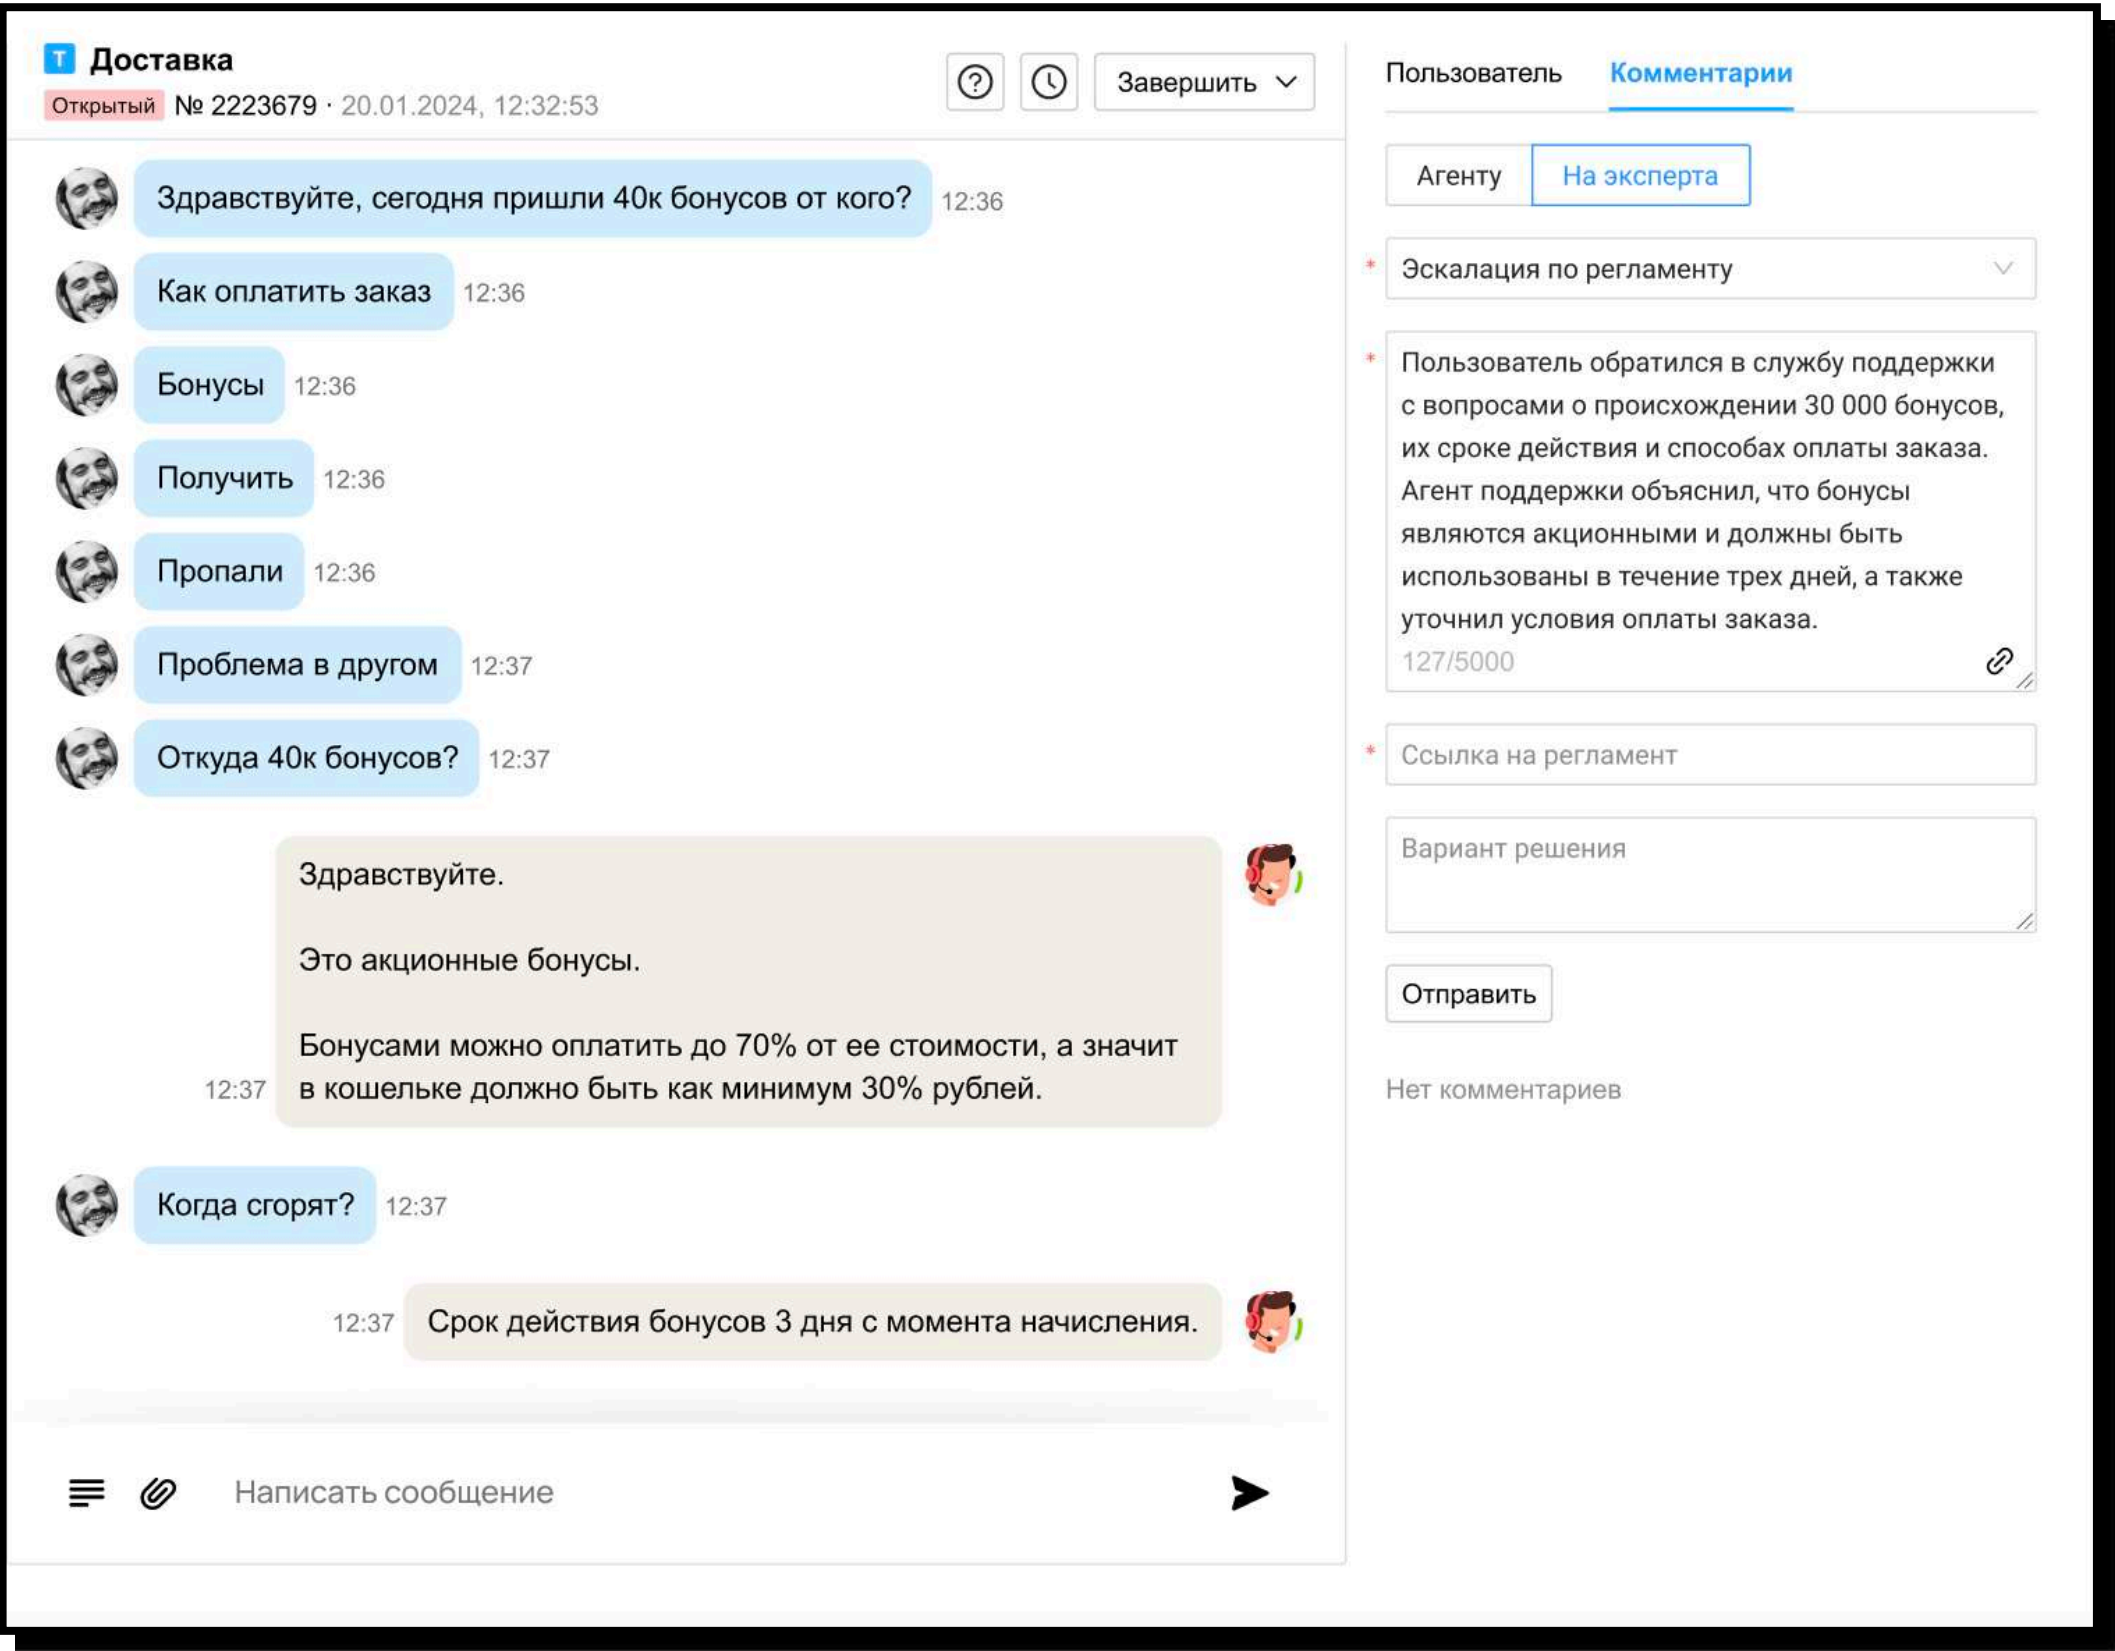 Т Доставка
Открытый № 2223679 · 20.01.2024, 12:32:53
Завершить
Здравствуйте, сегодня пришли 40к бонусов от кого? 12:36
Как оплатить заказ 12:36
Бонусы 12:36
Получить 12:36
Пропали 12:36
Проблема в другом 12:37
Откуда 40к бонусов? 12:37
Здравствуйте.
Это акционные бонусы.
Бонусами можно оплатить до 70% от ее стоимости, а значит
12:37 в кошельке должно быть как минимум 30% рублей.
Когда сгорят? 12:37
12:37 Срок действия бонусов 3 дня с момента начисления.
Написать сообщение
Пользователь Комментарии
Агенту На эксперта
* Эскалация по регламенту
* Пользователь обратился в службу поддержки
с вопросами о происхождении 30 000 бонусов,
их сроке действия и способах оплаты заказа.
Агент поддержки объяснил, что бонусы
являются акционными и должны быть
использованы в течение трех дней, а также
уточнил условия оплаты заказа.
127/5000
* Ссылка на регламент
Вариант решения
Отправить
Нет комментариев